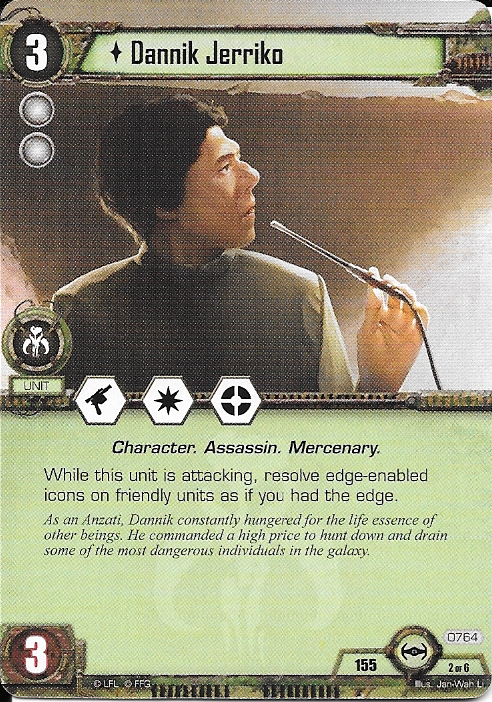 3
Dannik Jerriko
UNIT
Character. Assassin. Mercenary.
While this unit is attacking, resolve edge-enabled
icons on friendly units as if you had the edge.
As an Anzati, Dannik constantly hungered for the life essence of
other beings. He commanded a high price to hunt down and drain
some of the most dangerous individuals in the galaxy.
0764
3
155
2 OF 6
© LFL © FFG
Illus. Jan-Wah Li